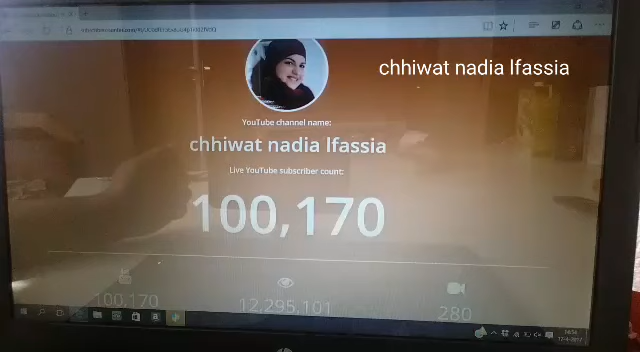 chhiwat nadia lfassia
YouTube channel name:
chhiwat nadia lfassia
Live YouTube subscriber count:
100,170
100,170
12,295,101
280